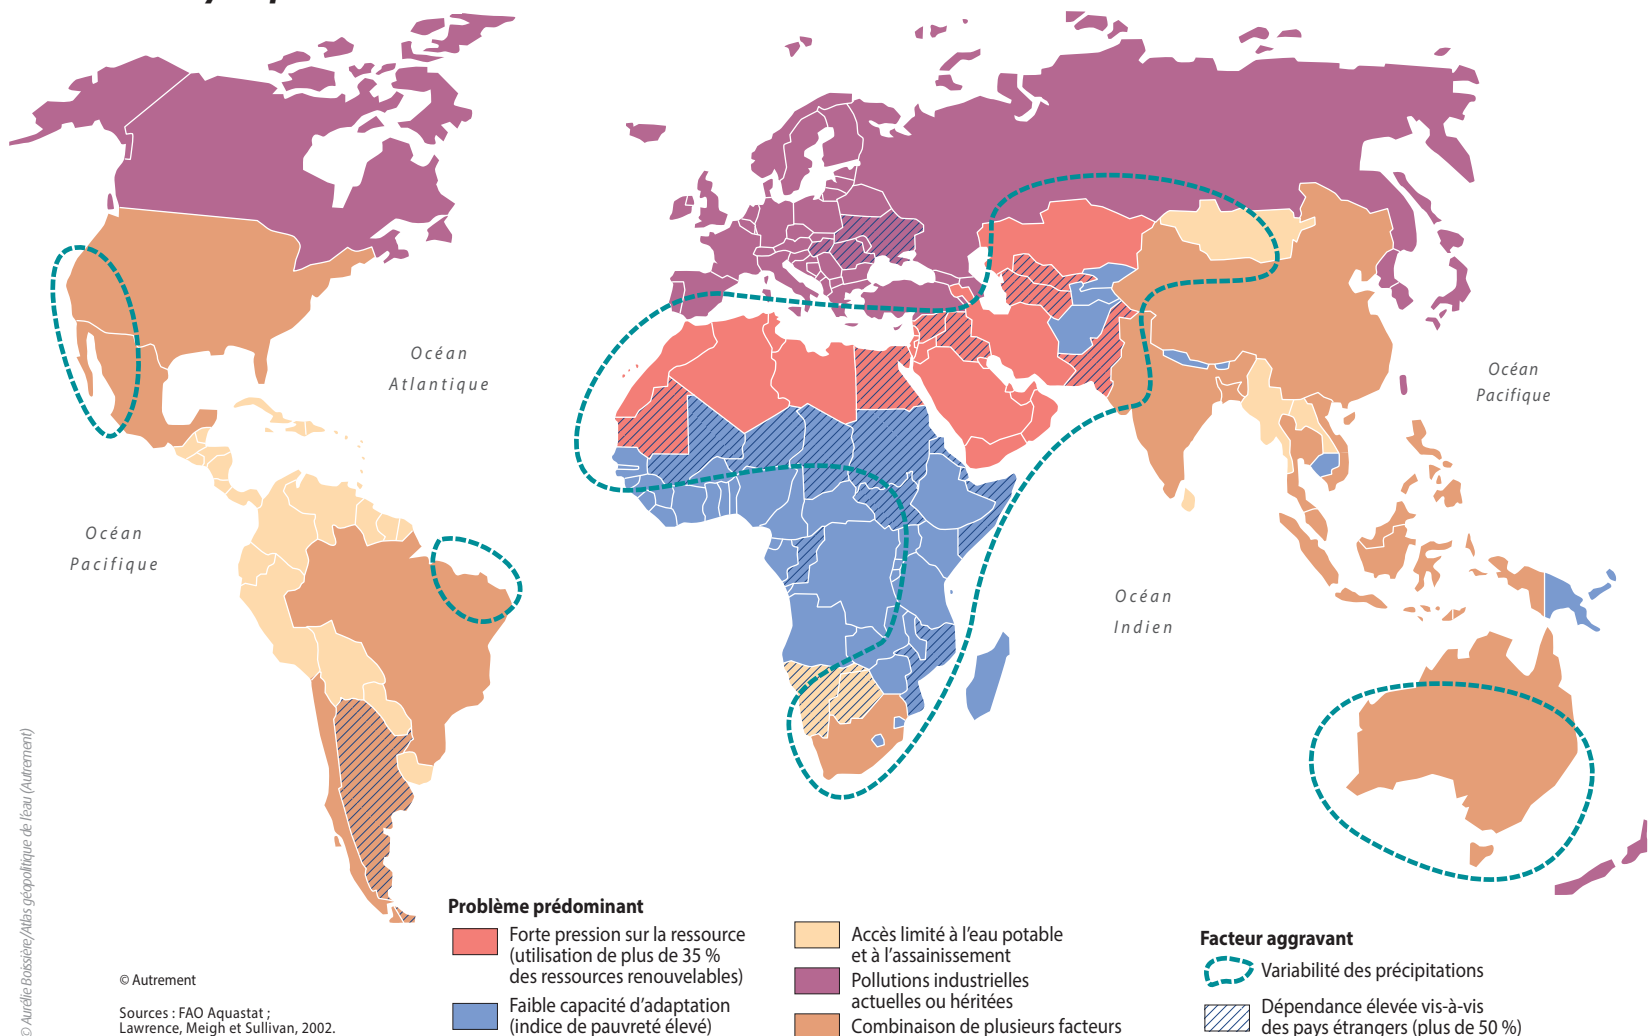 Océan
Atlantique
Océan
Pacifique
Océan
Pacifique
Océan
Indien
© Aurélie Boissière/Atlas géopolitique de l'eau (Autrement)
© Autrement
Sources : FAO Aquastat ;
Lawrence, Meigh et Sullivan, 2002.
Problème prédominant
Forte pression sur la ressource
(utilisation de plus de 35 %
des ressources renouvelables)
Faible capacité d'adaptation
(indice de pauvreté élevé)
Accès limité à l'eau potable
et à l'assainissement
Pollutions industrielles
actuelles ou héritées
Combinaison de plusieurs facteurs
Facteur aggravant
Variabilité des précipitations
Dépendance élevée vis-à-vis
des pays étrangers (plus de 50 %)